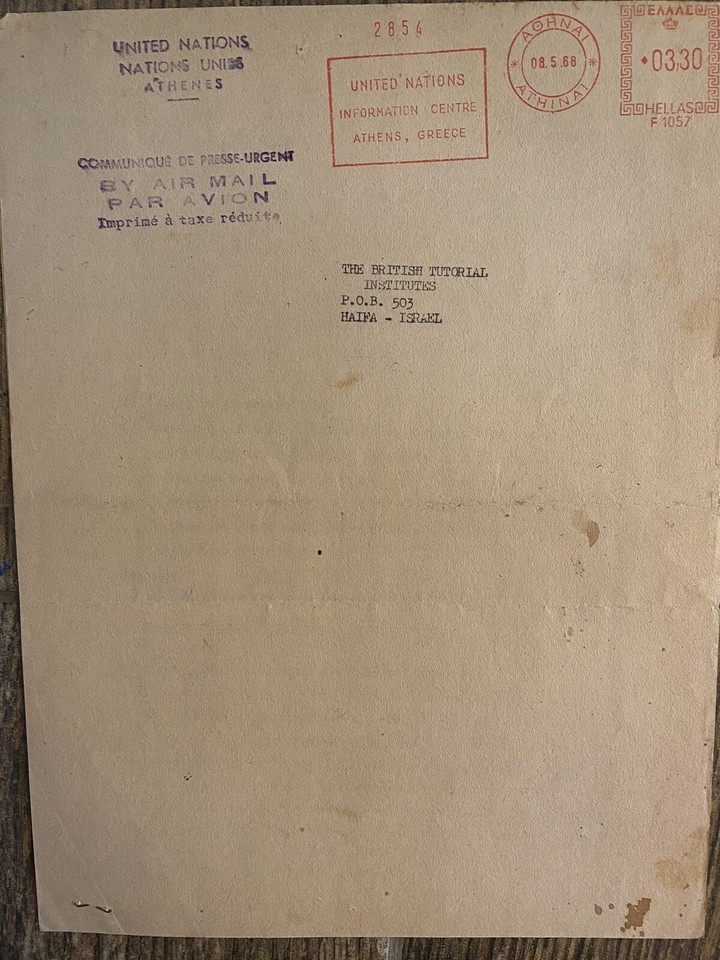 UNITED NATIONS
NATIONS UNIES
ATHENES
2854
UNITED NATIONS
INFORMATION CENTRE
ATHENS, GREECE
ΑΘΗΝΑΙ
08.5.68
ATHINAI
ΕΛΛΑΣ
03,30
HELLAS
F 1057
COMMUNIQUÉ DE PRESSE-URGENT
BY AIR MAIL
PAR AVION
Imprimé à taxe réduite
THE BRITISH TUTORIAL
INSTITUTES
P.O.B. 503
HAIFA - ISRAEL